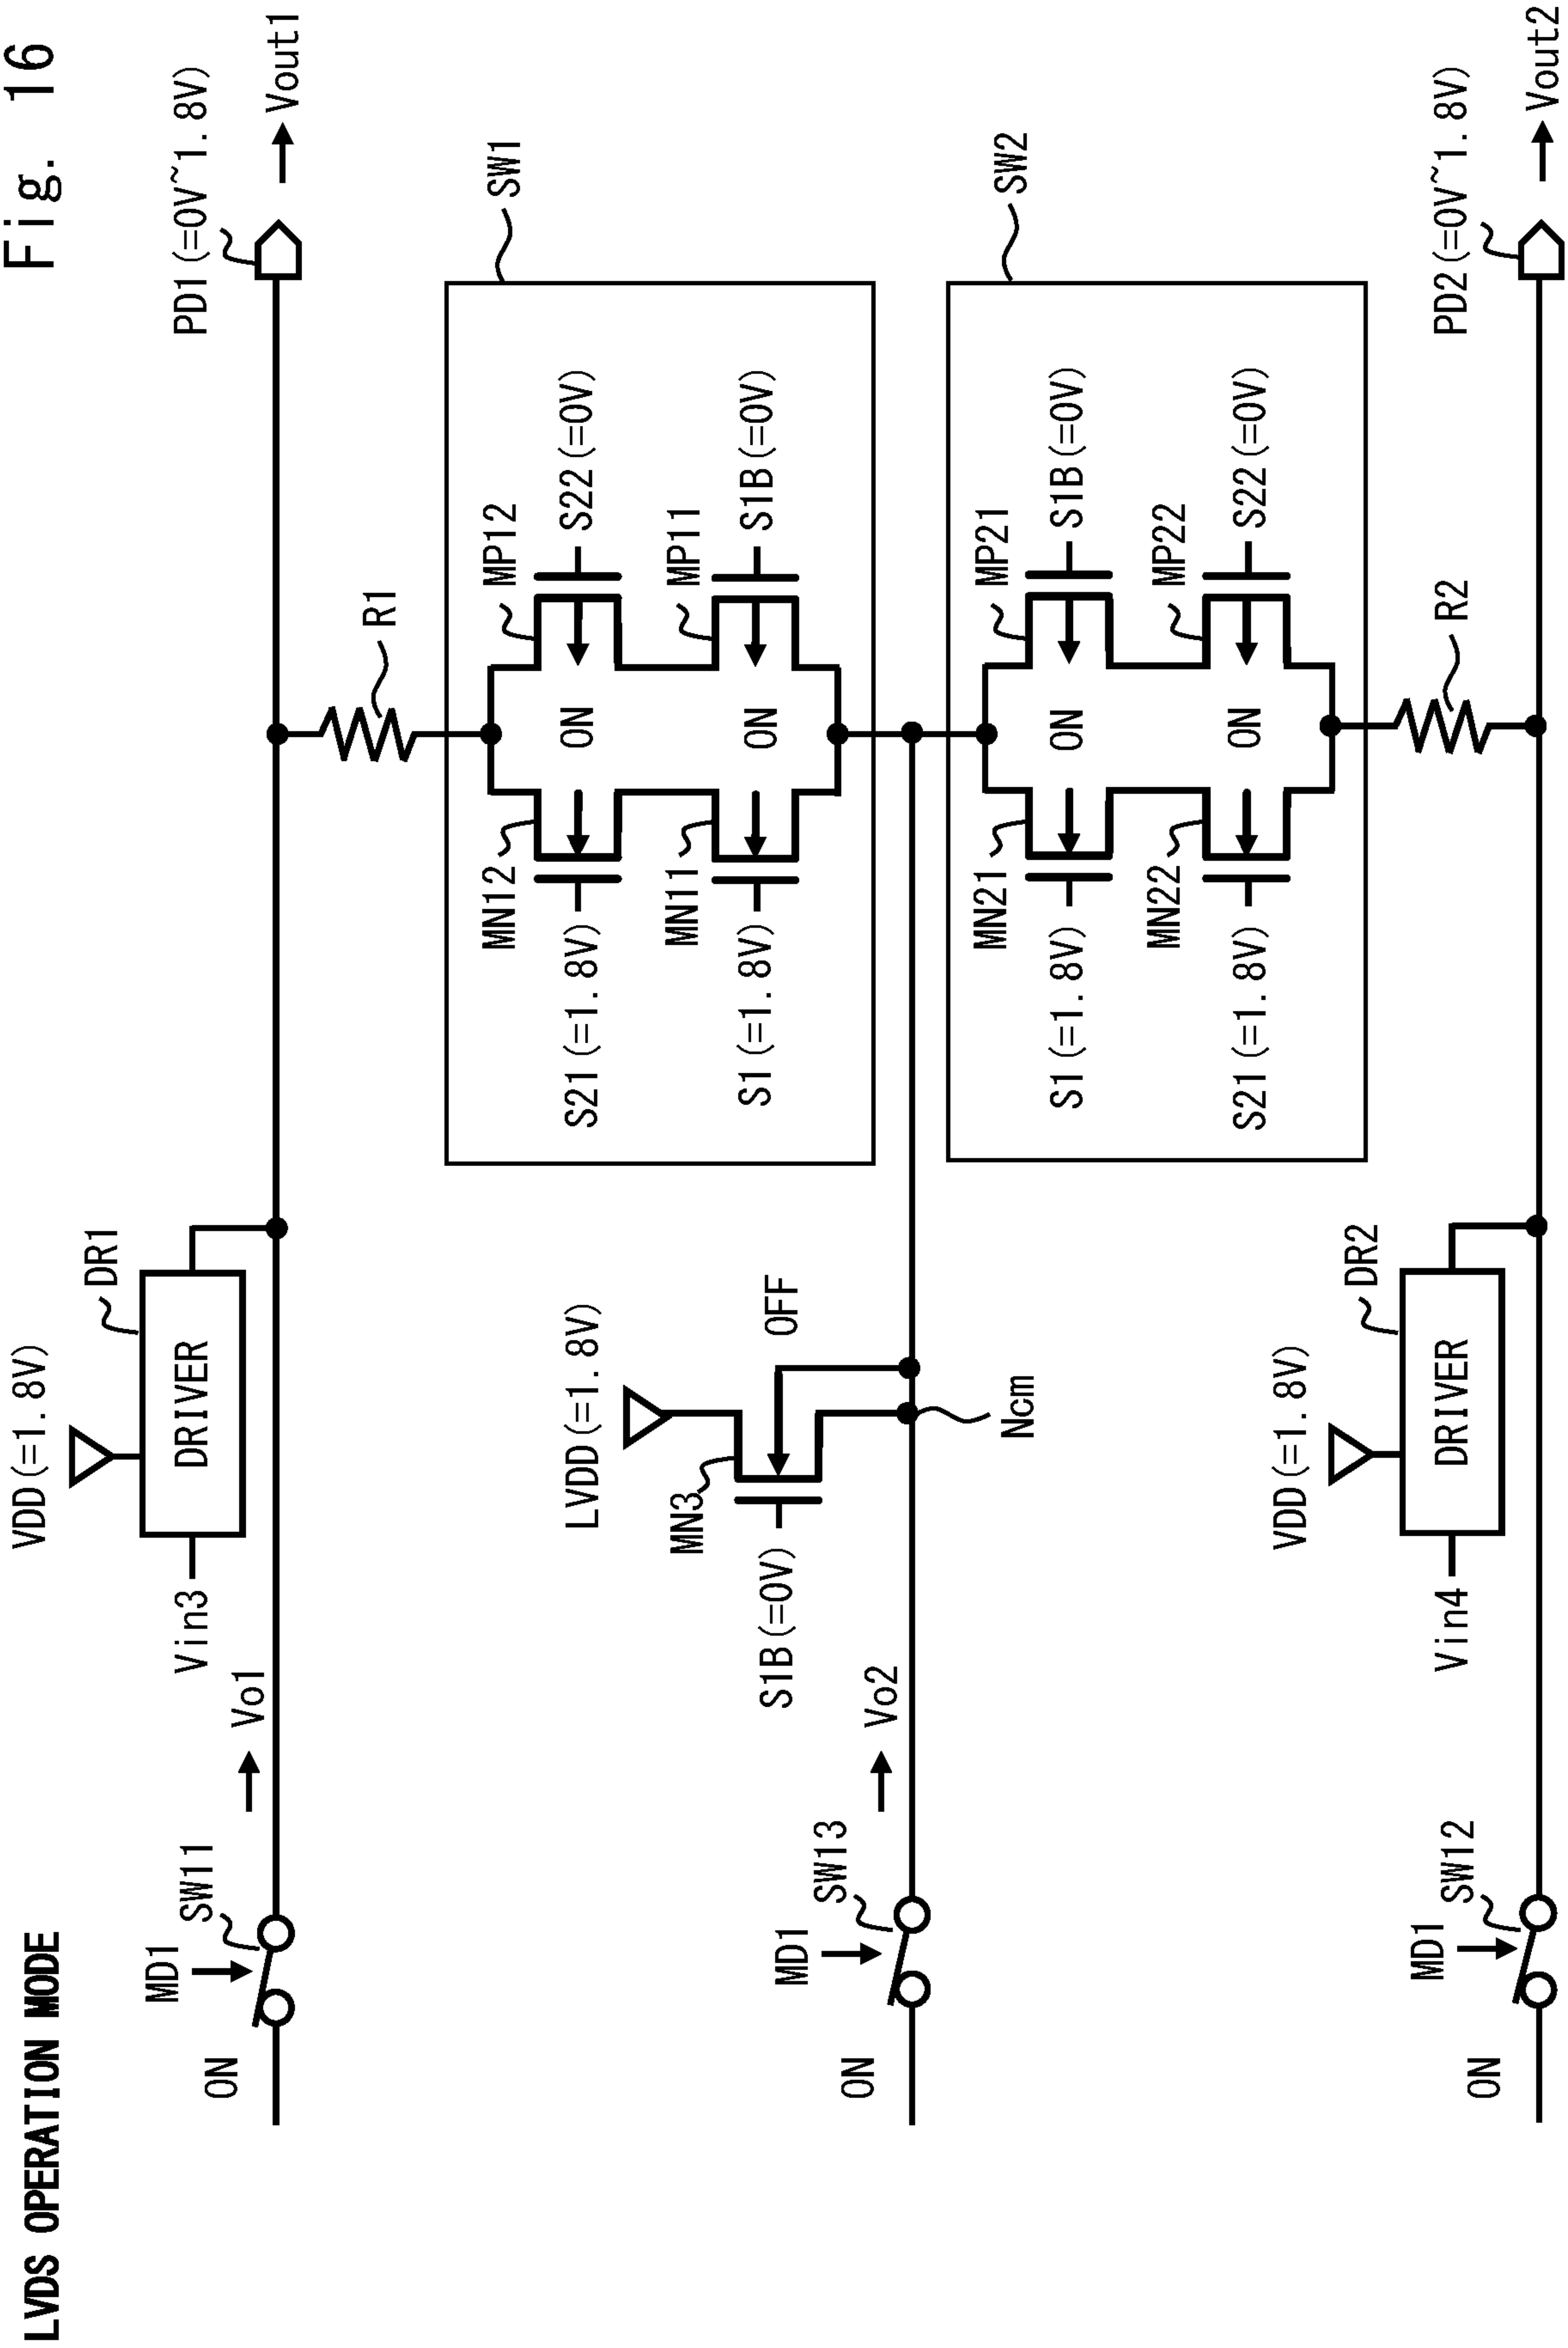 Fig. 16
LVDS OPERATION MODE
VDD(=1.8V)
DR1
DRIVER
Vin3
PD1(=0V~1.8V)
Vout1
MD1
SW11
ON
Vo1
R1
SW1
MN12
MP12
S21(=1.8V)
ON
S22(=0V)
LVDD(=1.8V)
MN3
OFF
S1B(=0V)
MN11
MP11
S1(=1.8V)
ON
S1B(=0V)
MD1
SW13
ON
Vo2
Ncm
SW2
MN21
MP21
S1(=1.8V)
ON
S1B(=0V)
MN22
MP22
S21(=1.8V)
ON
S22(=0V)
VDD(=1.8V)
DR2
DRIVER
Vin4
R2
PD2(=0V~1.8V)
Vout2
MD1
SW12
ON